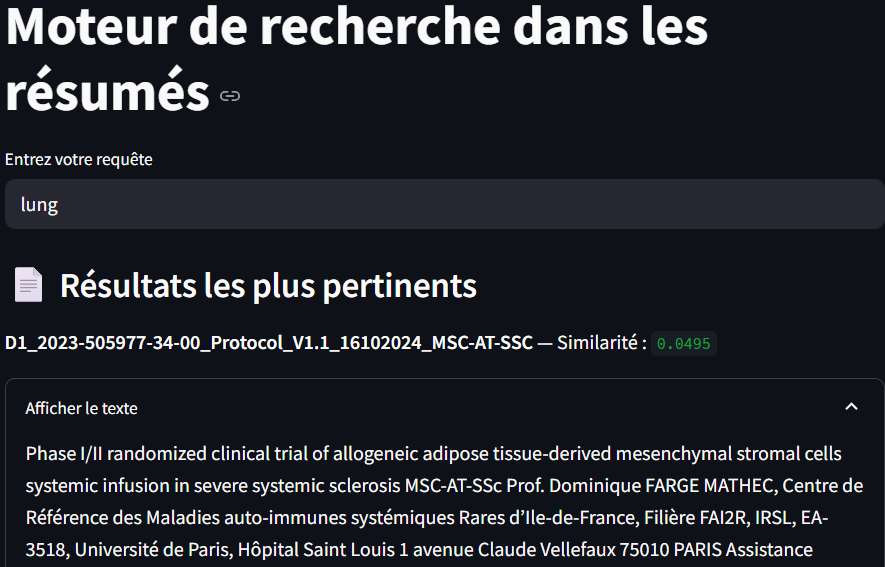 Moteur de recherche dans les
résumés
Entrez votre requête
lung
Résultats les plus pertinents
D1_2023-505977-34-00_Protocol_V1.1_16102024_MSC-AT-SSC — Similarité : 0.0495
Afficher le texte
Phase I/II randomized clinical trial of allogeneic adipose tissue-derived mesenchymal stromal cells
systemic infusion in severe systemic sclerosis MSC-AT-SSc Prof. Dominique FARGE MATHEC, Centre de
Référence des Maladies auto-immunes systémiques Rares d’Ile-de-France, Filière FAI2R, IRSL, EA-
3518, Université de Paris, Hôpital Saint Louis 1 avenue Claude Vellefaux 75010 PARIS Assistance